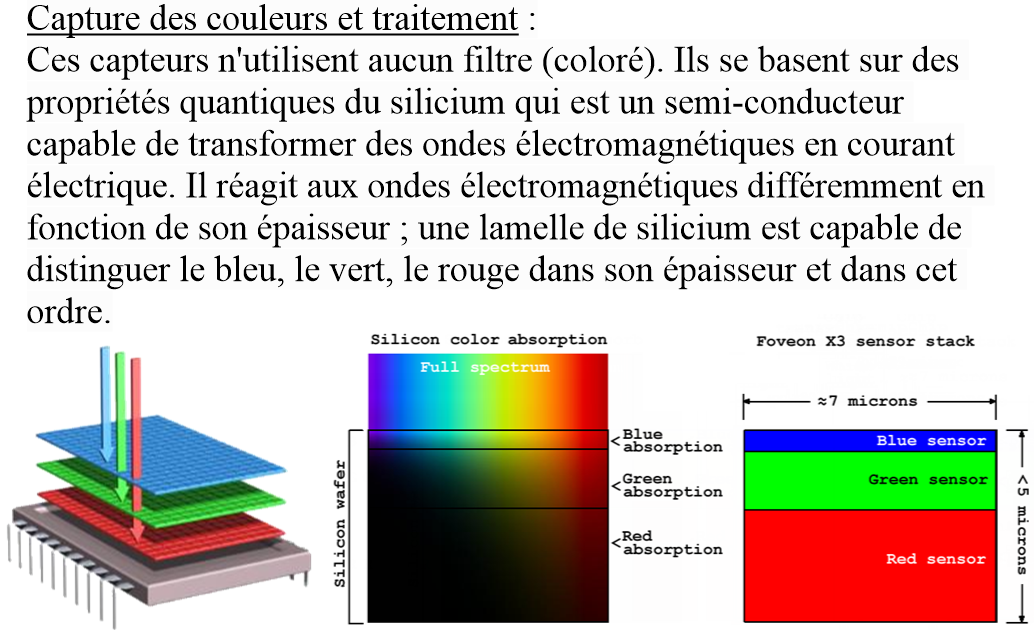 Capture des couleurs et traitement :
Ces capteurs n'utilisent aucun filtre (coloré). Ils se basent sur des
propriétés quantiques du silicium qui est un semi-conducteur
capable de transformer des ondes électromagnétiques en courant
électrique. Il réagit aux ondes électromagnétiques différemment en
fonction de son épaisseur ; une lamelle de silicium est capable de
distinguer le bleu, le vert, le rouge dans son épaisseur et dans cet
ordre.
Silicon color absorption
Full spectrum
Blue
absorption
Green
absorption
Red
absorption
Silicon wafer
Foveon X3 sensor stack
≈7 microns
Blue sensor
Green sensor
Red sensor
<5 microns